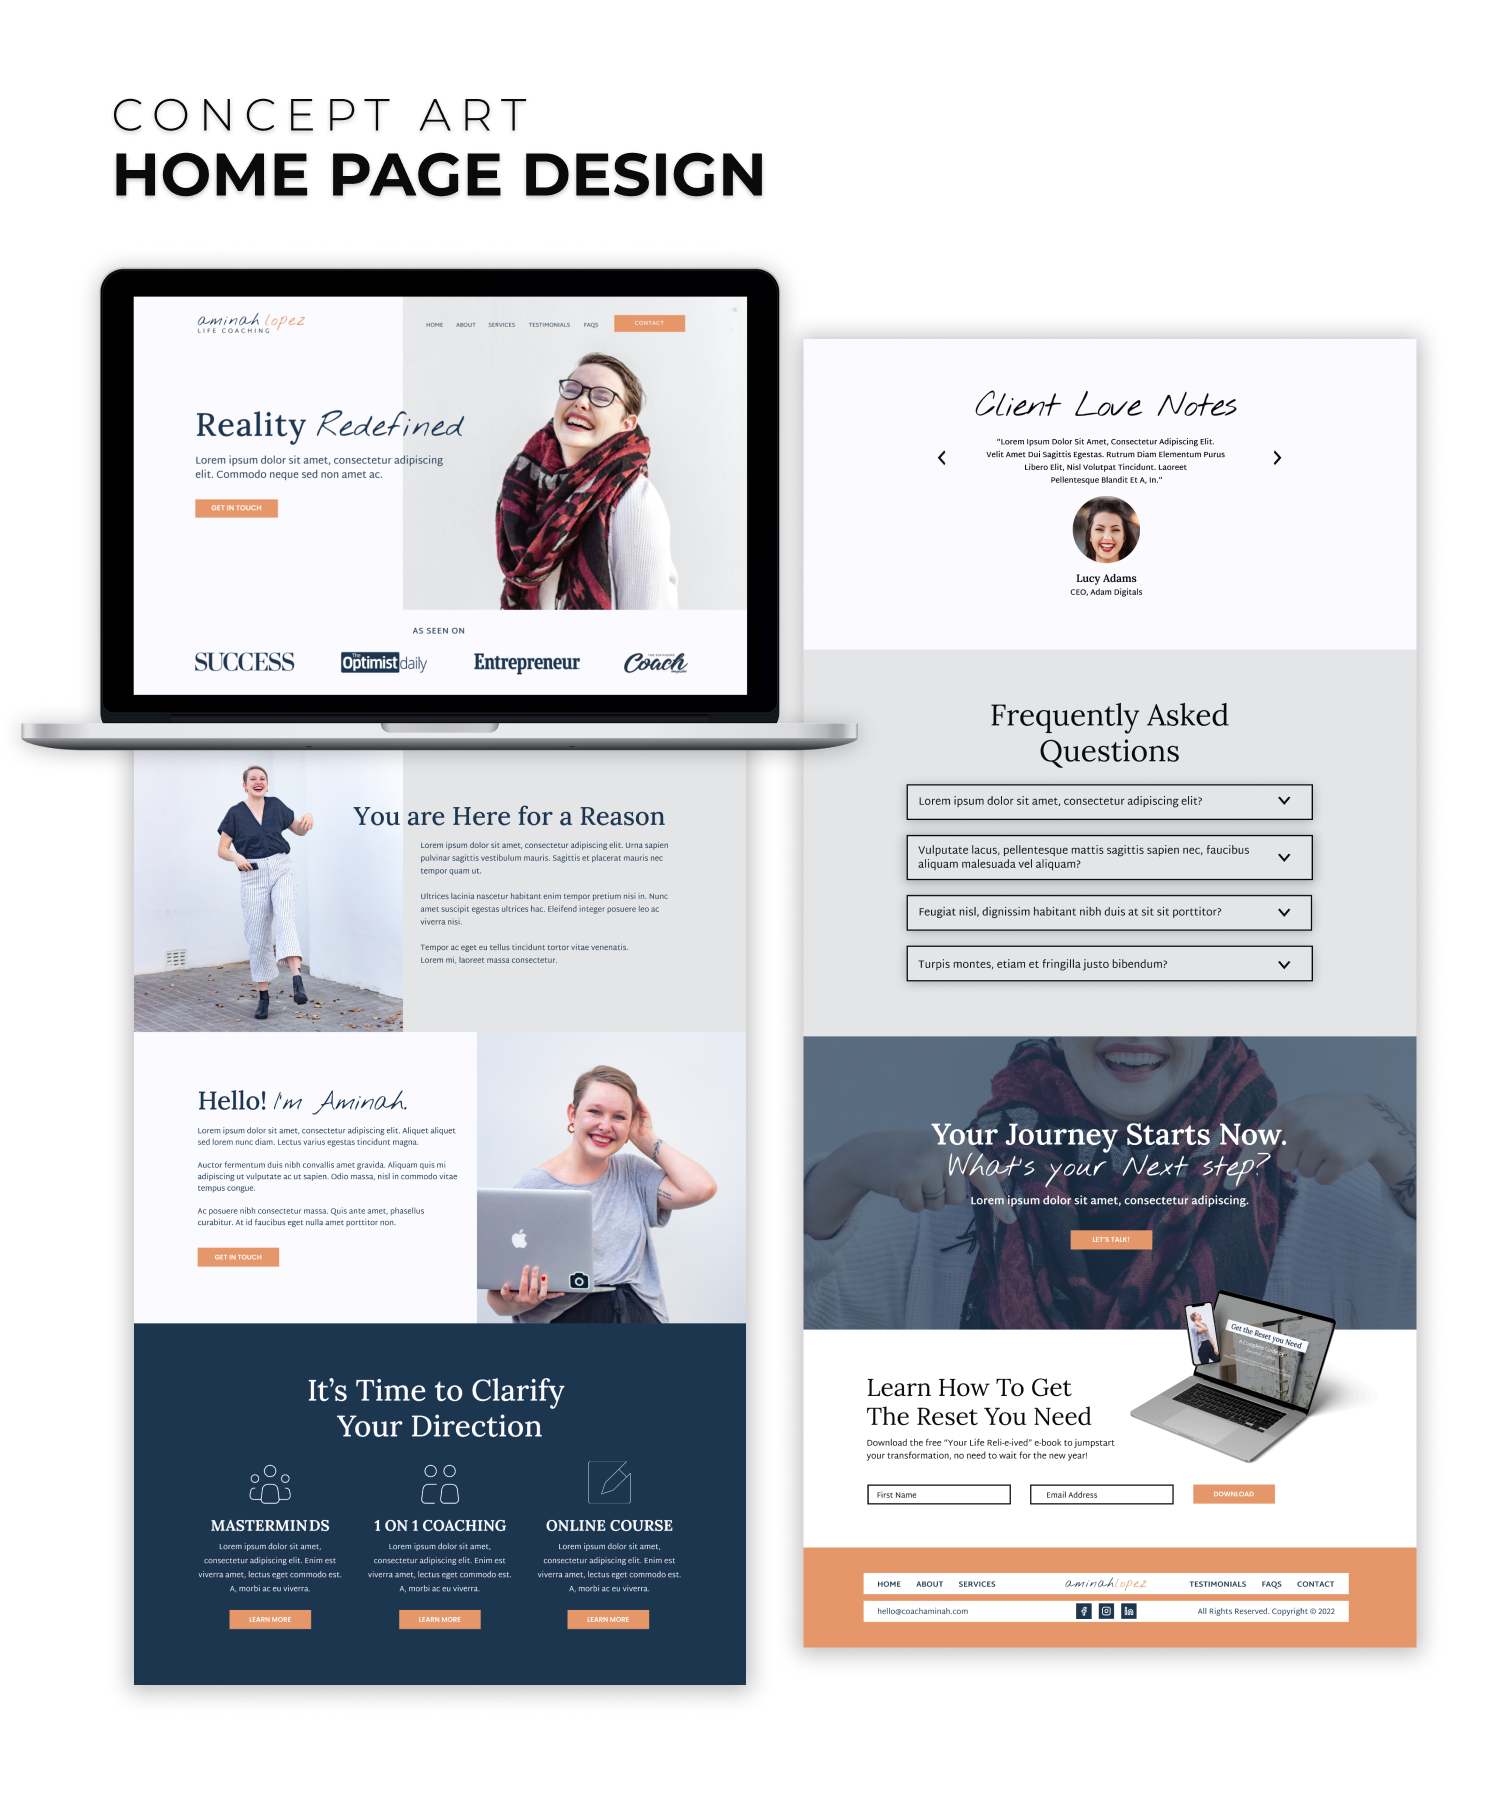 CONCEPT ART
HOME PAGE DESIGN
aminah lopez
LIFE COACHING
HOME ABOUT SERVICES TESTIMONIALS FAQS CONTACT
Reality Redefined
Lorem ipsum dolor sit amet, consectetur adipiscing
elit. Commodo neque sed non amet ac.
GET IN TOUCH
AS SEEN ON
SUCCESS
The Optimist daily
Entrepreneur
Coach
You are Here for a Reason
Lorem ipsum dolor sit amet, consectetur adipiscing elit. Urna sapien
pulvinar sagittis vestibulum mauris. Sagittis et placerat mauris nec
tempor quam ut.
Ultrices lacinia nascetur habitant enim tempor pretium nisi in. Nunc
amet suscipit egestas ultrices hac. Eleifend integer posuere leo ac
viverra nisi.
Tempor ac eget eu tellus tincidunt tortor vitae venenatis.
Lorem mi, laoreet massa consectetur.
Hello! I'm Aminah.
Lorem ipsum dolor sit amet, consectetur adipiscing elit. Aliquet aliquet
sed lorem nunc diam. Lectus varius egestas tincidunt magna.
Auctor fermentum duis nibh convallis amet gravida. Aliquam quis mi
adipiscing ut vulputate ac ut sapien. Odio massa, nisl in commodo vitae
tempus congue.
Ac posuere nibh consectetur massa. Quis ante amet, phasellus
curabitur. At id faucibus eget nulla amet porttitor non.
GET IN TOUCH
It's Time to Clarify
Your Direction
MASTERMINDS
Lorem ipsum dolor sit amet,
consectetur adipiscing elit. Enim est
viverra amet, lectus eget commodo est.
A, morbi ac eu viverra.
LEARN MORE
1 ON 1 COACHING
Lorem ipsum dolor sit amet,
consectetur adipiscing elit. Enim est
viverra amet, lectus eget commodo est.
A, morbi ac eu viverra.
LEARN MORE
ONLINE COURSE
Lorem ipsum dolor sit amet,
consectetur adipiscing elit. Enim est
viverra amet, lectus eget commodo est.
A, morbi ac eu viverra.
LEARN MORE
Client Love Notes
“Lorem Ipsum Dolor Sit Amet, Consectetur Adipiscing Elit.
Velit Amet Dui Sagittis Egestas. Rutrum Diam Elementum Purus
Libero Elit, Nisl Volutpat Tincidunt. Laoreet
Pellentesque Blandit Et A, In.”
Lucy Adams
CEO, Adam Digitals
Frequently Asked
Questions
Lorem ipsum dolor sit amet, consectetur adipiscing elit?
Vulputate lacus, pellentesque mattis sagittis sapien nec, faucibus
aliquam malesuada vel aliquam?
Feugiat nisl, dignissim habitant nibh duis at sit sit porttitor?
Turpis montes, etiam et fringilla justo bibendum?
Your Journey Starts Now.
What's your Next step?
Lorem ipsum dolor sit amet, consectetur adipiscing.
LET'S TALK!
Get the Reset you Need
Learn How To Get
The Reset You Need
Download the free “Your Life Reli-e-ived” e-book to jumpstart
your transformation, no need to wait for the new year!
First Name
Email Address
DOWNLOAD
HOME ABOUT SERVICES aminah lopez TESTIMONIALS FAQS CONTACT
hello@coachaminah.com All Rights Reserved. Copyright © 2022